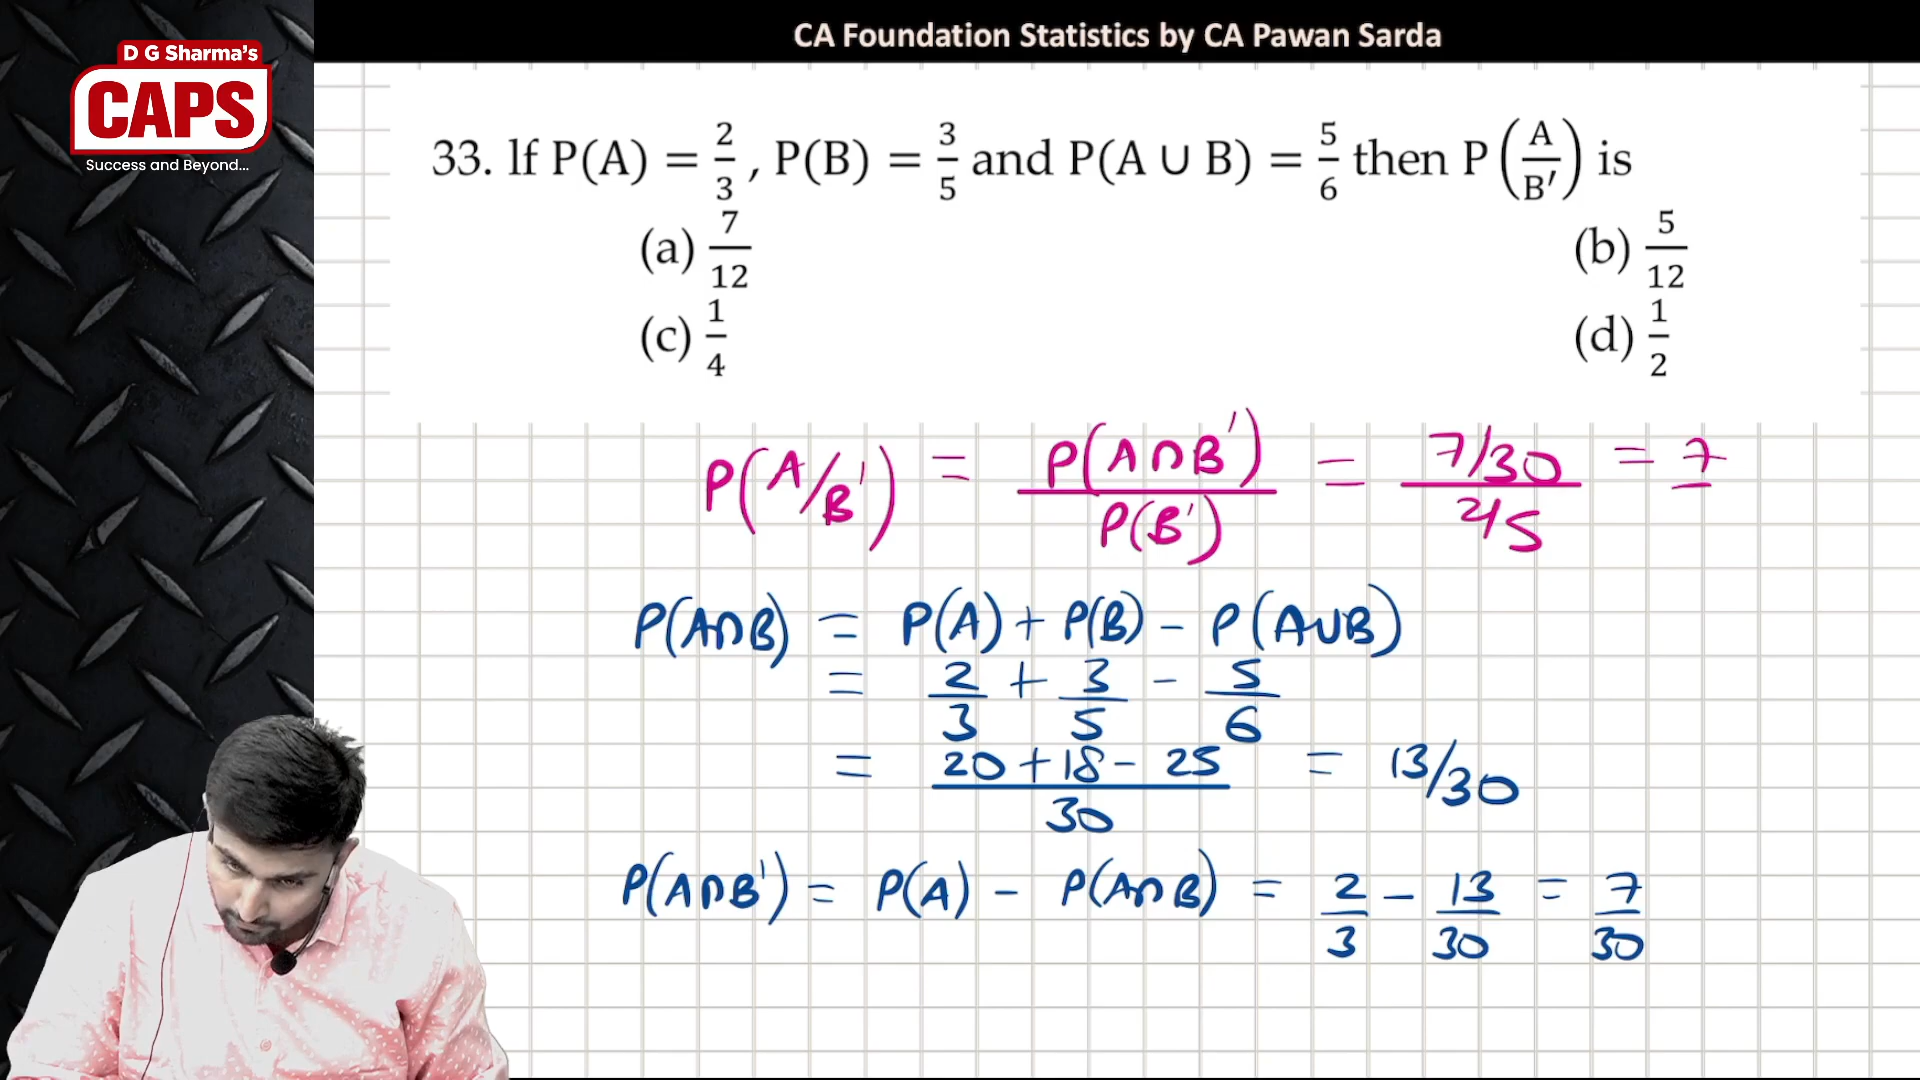 CA Foundation Statistics by CA Pawan Sarda
D G Sharma's
CAPS
Success and Beyond...
33. If P(A) = 2/3, P(B) = 3/5 and P(A ∪ B) = 5/6 then P(A/B′) is
(a) 7/12 (b) 5/12
(c) 1/4 (d) 1/2
P(A/B') = P(A∩B')/P(B') = (7/30)/(2/5) = 7
P(A∩B) = P(A) + P(B) - P(A∪B)
= 2/3 + 3/5 - 5/6
= (20 + 18 - 25)/30 = 13/30
P(A∩B') = P(A) - P(A∩B) = 2/3 - 13/30 = 7/30